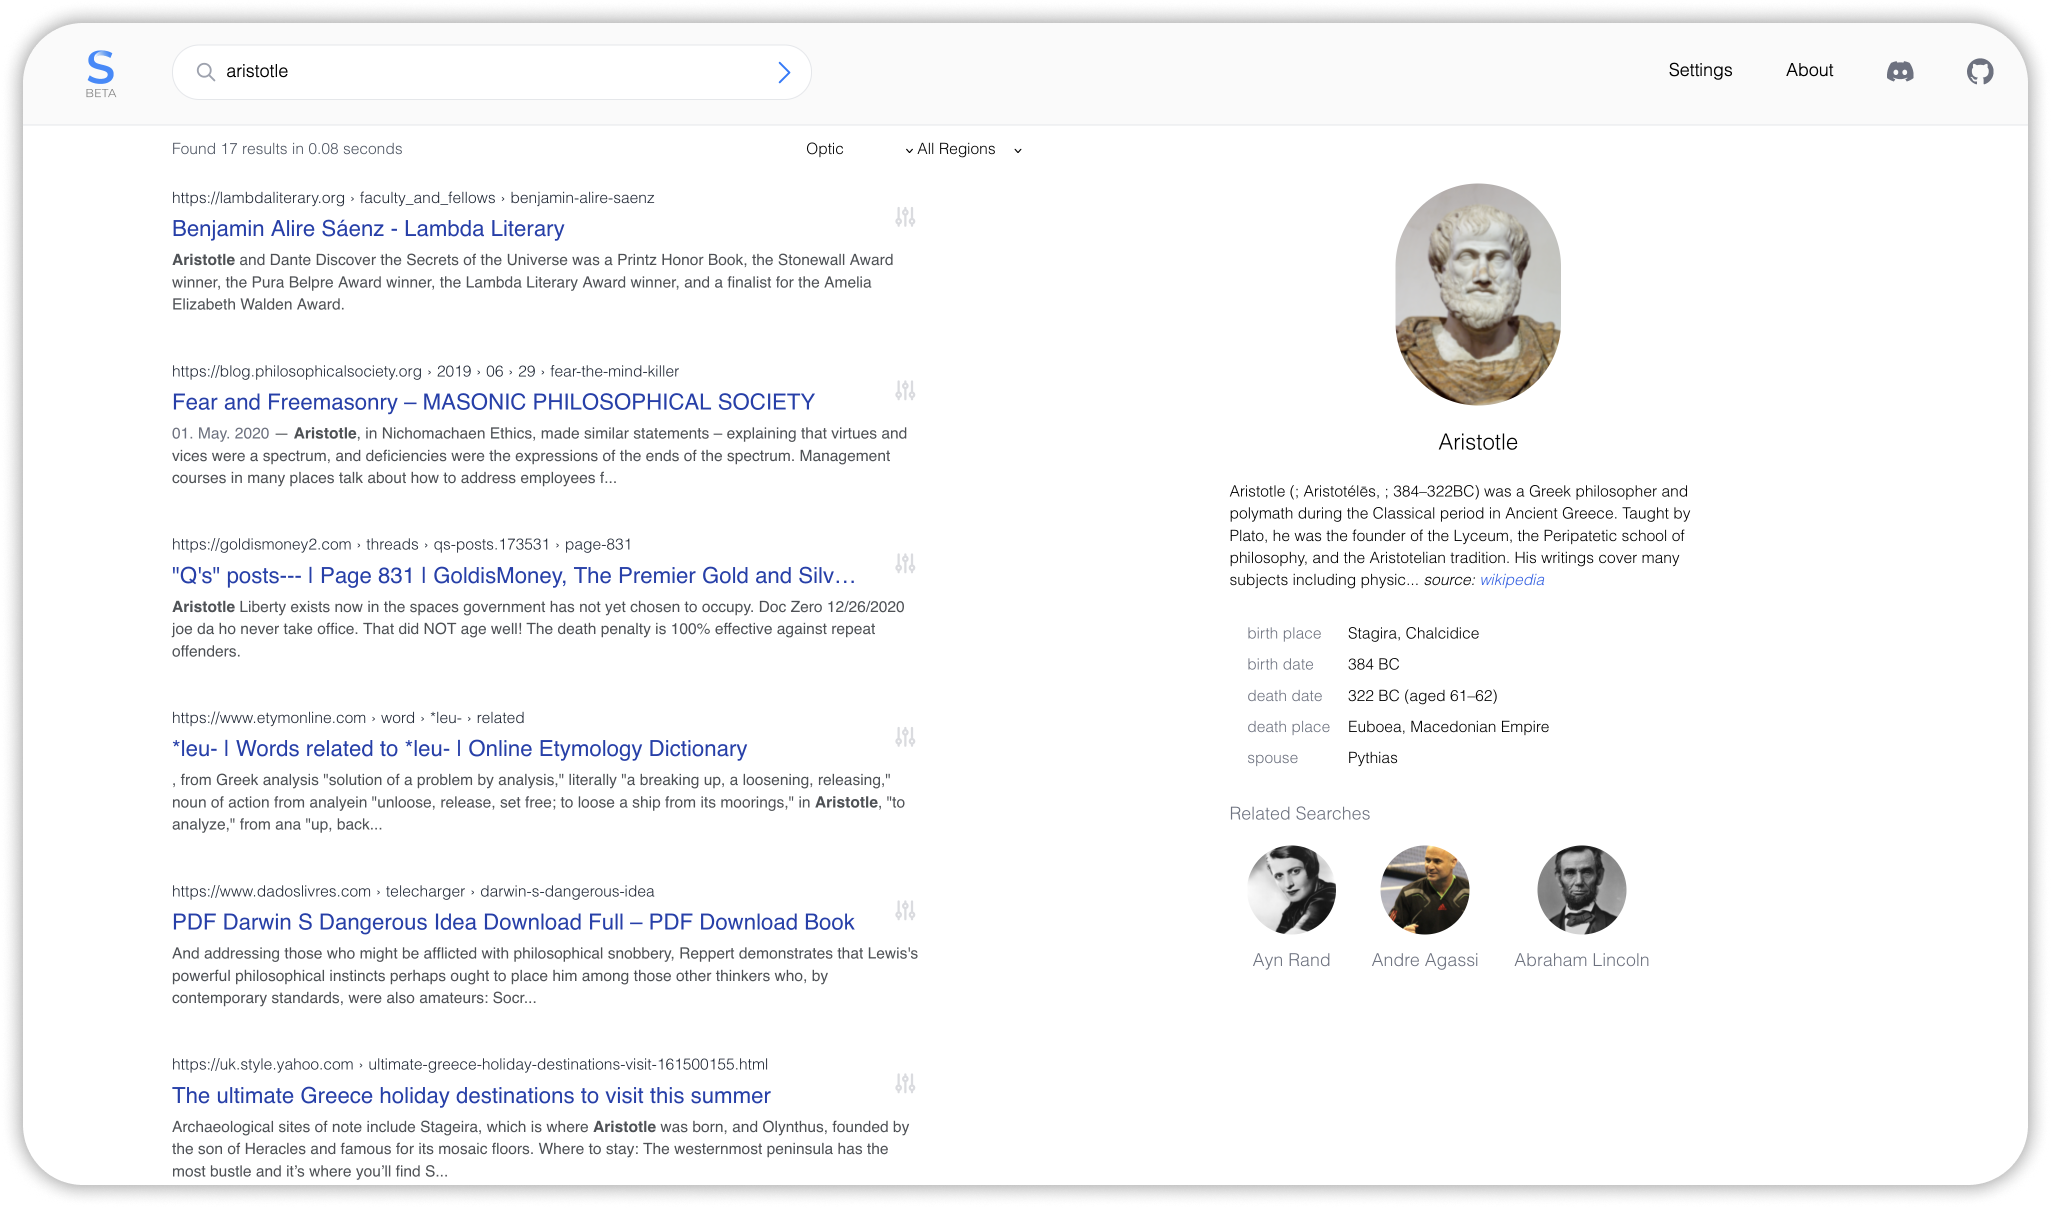 S
BETA
aristotle
Settings
About
Found 17 results in 0.08 seconds
Optic
All Regions
https://lambdaliterary.org › faculty_and_fellows › benjamin-alire-saenz
Benjamin Alire Sáenz - Lambda Literary
Aristotle and Dante Discover the Secrets of the Universe was a Printz Honor Book, the Stonewall Award
winner, the Pura Belpre Award winner, the Lambda Literary Award winner, and a finalist for the Amelia
Elizabeth Walden Award.
https://blog.philosophicalsociety.org › 2019 › 06 › 29 › fear-the-mind-killer
Fear and Freemasonry – MASONIC PHILOSOPHICAL SOCIETY
01. May. 2020 — Aristotle, in Nichomachaen Ethics, made similar statements – explaining that virtues and
vices were a spectrum, and deficiencies were the expressions of the ends of the spectrum. Management
courses in many places talk about how to address employees f...
https://goldismoney2.com › threads › qs-posts.173531 › page-831
"Q's" posts--- | Page 831 | GoldisMoney, The Premier Gold and Silv…
Aristotle Liberty exists now in the spaces government has not yet chosen to occupy. Doc Zero 12/26/2020
joe da ho never take office. That did NOT age well! The death penalty is 100% effective against repeat
offenders.
https://www.etymonline.com › word › *leu- › related
*leu- | Words related to *leu- | Online Etymology Dictionary
, from Greek analysis "solution of a problem by analysis," literally "a breaking up, a loosening, releasing,"
noun of action from analyein "unloose, release, set free; to loose a ship from its moorings," in Aristotle, "to
analyze," from ana "up, back...
https://www.dadoslivres.com › telecharger › darwin-s-dangerous-idea
PDF Darwin S Dangerous Idea Download Full – PDF Download Book
And addressing those who might be afflicted with philosophical snobbery, Reppert demonstrates that Lewis's
powerful philosophical instincts perhaps ought to place him among those other thinkers who, by
contemporary standards, were also amateurs: Socr...
https://uk.style.yahoo.com › ultimate-greece-holiday-destinations-visit-161500155.html
The ultimate Greece holiday destinations to visit this summer
Archaeological sites of note include Stageira, which is where Aristotle was born, and Olynthus, founded by
the son of Heracles and famous for its mosaic floors. Where to stay: The westernmost peninsula has the
most bustle and it’s where you’ll find S...
Aristotle
Aristotle (; Aristotélēs, ; 384–322BC) was a Greek philosopher and
polymath during the Classical period in Ancient Greece. Taught by
Plato, he was the founder of the Lyceum, the Peripatetic school of
philosophy, and the Aristotelian tradition. His writings cover many
subjects including physic... source: wikipedia
birth place Stagira, Chalcidice
birth date 384 BC
death date 322 BC (aged 61–62)
death place Euboea, Macedonian Empire
spouse Pythias
Related Searches
Ayn Rand
Andre Agassi
Abraham Lincoln